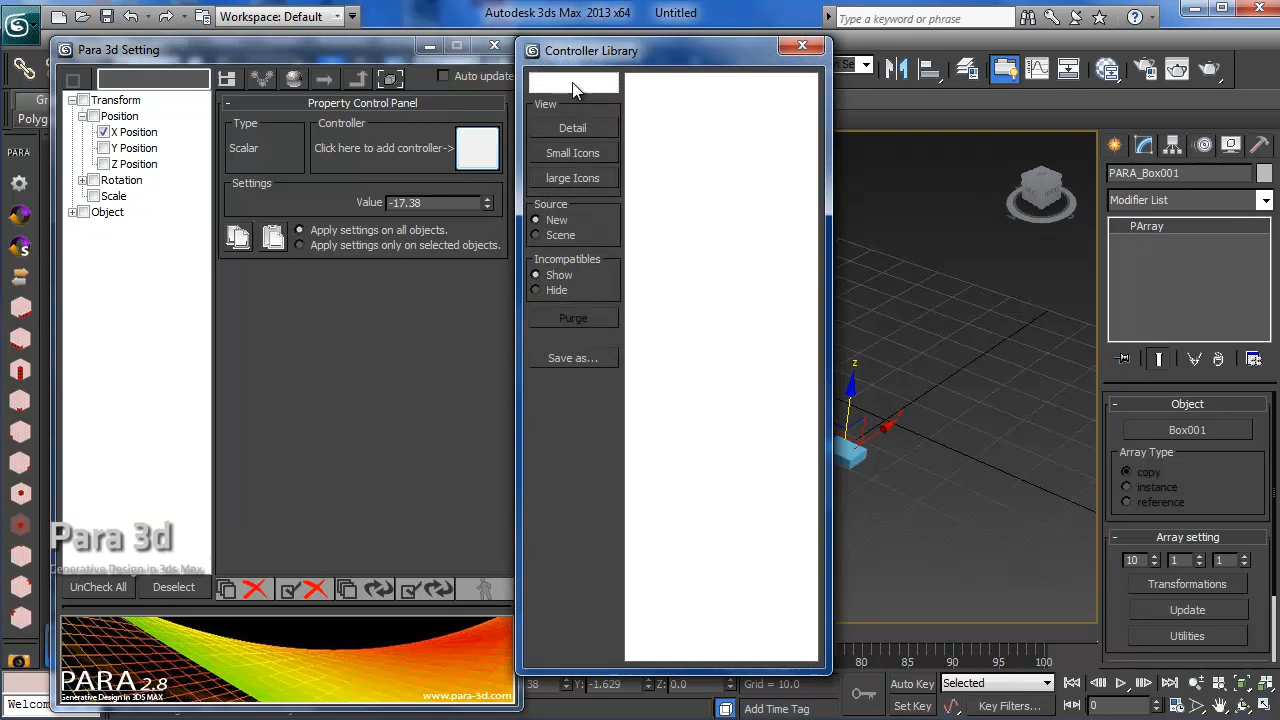 Workspace: Default
Autodesk 3ds Max 2013 x64 Untitled
Type a keyword or phrase
Para 3d Setting
Auto update
Transform
Position
X Position
Y Position
Z Position
Rotation
Scale
Object
Property Control Panel
Type
Scalar
Controller
Click here to add controller->
Settings
Value -17.38
Apply settings on all objects.
Apply settings only on selected objects.
Para 3d
Generative Design in 3ds Max
UnCheck All
Deselect
PARA 2.8
Generative Design in 3DS MAX
www.para-3d.com
Controller Library
View
Detail
Small Icons
large Icons
Source
New
Scene
Incompatibles
Show
Hide
Purge
Save as...
PARA
z
PARA_Box001
Modifier List
PArray
Object
Box001
Array Type
copy
instance
reference
Array setting
10 1 1
Transformations
Update
Utilities
80 85 90 95 100
38 Y: -1.629 Z: 0.0 Grid = 10.0
Auto Key Selected
Set Key Key Filters... 0
Add Time Tag
Welcom